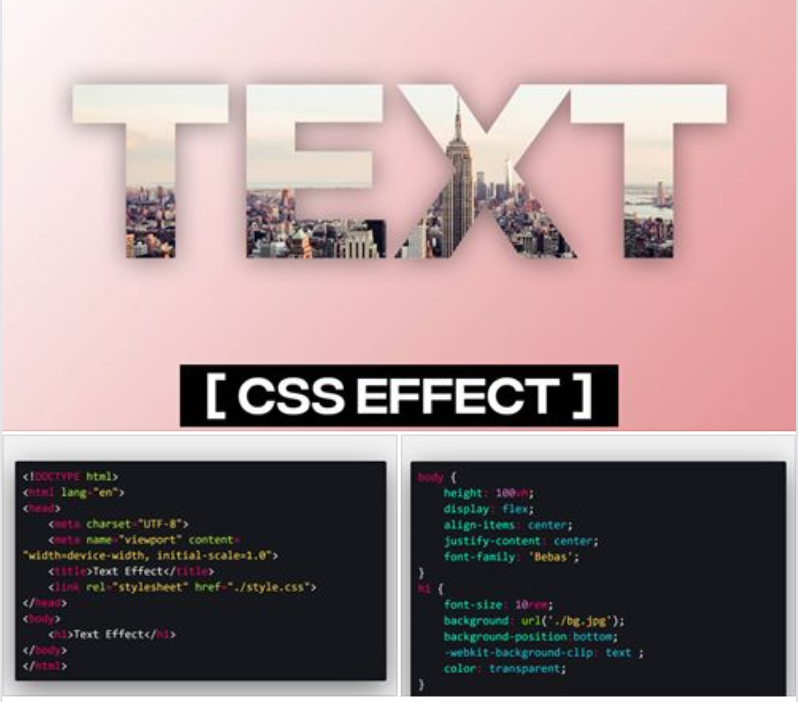 TEXT
[ CSS EFFECT ]
<!DOCTYPE html>
<html lang="en">
<head>
<meta charset="UTF-8">
<meta name="viewport" content=
"width=device-width, initial-scale=1.0">
<title>Text Effect</title>
<link rel="stylesheet" href="./style.css">
</head>
<body>
<h1>Text Effect</h1>
</body>
</html>
body {
height: 100vh;
display: flex;
align-items: center;
justify-content: center;
font-family: 'Bebas';
}
h1 {
font-size: 10rem;
background: url('./bg.jpg');
background-position:bottom;
-webkit-background-clip: text ;
color: transparent;
}